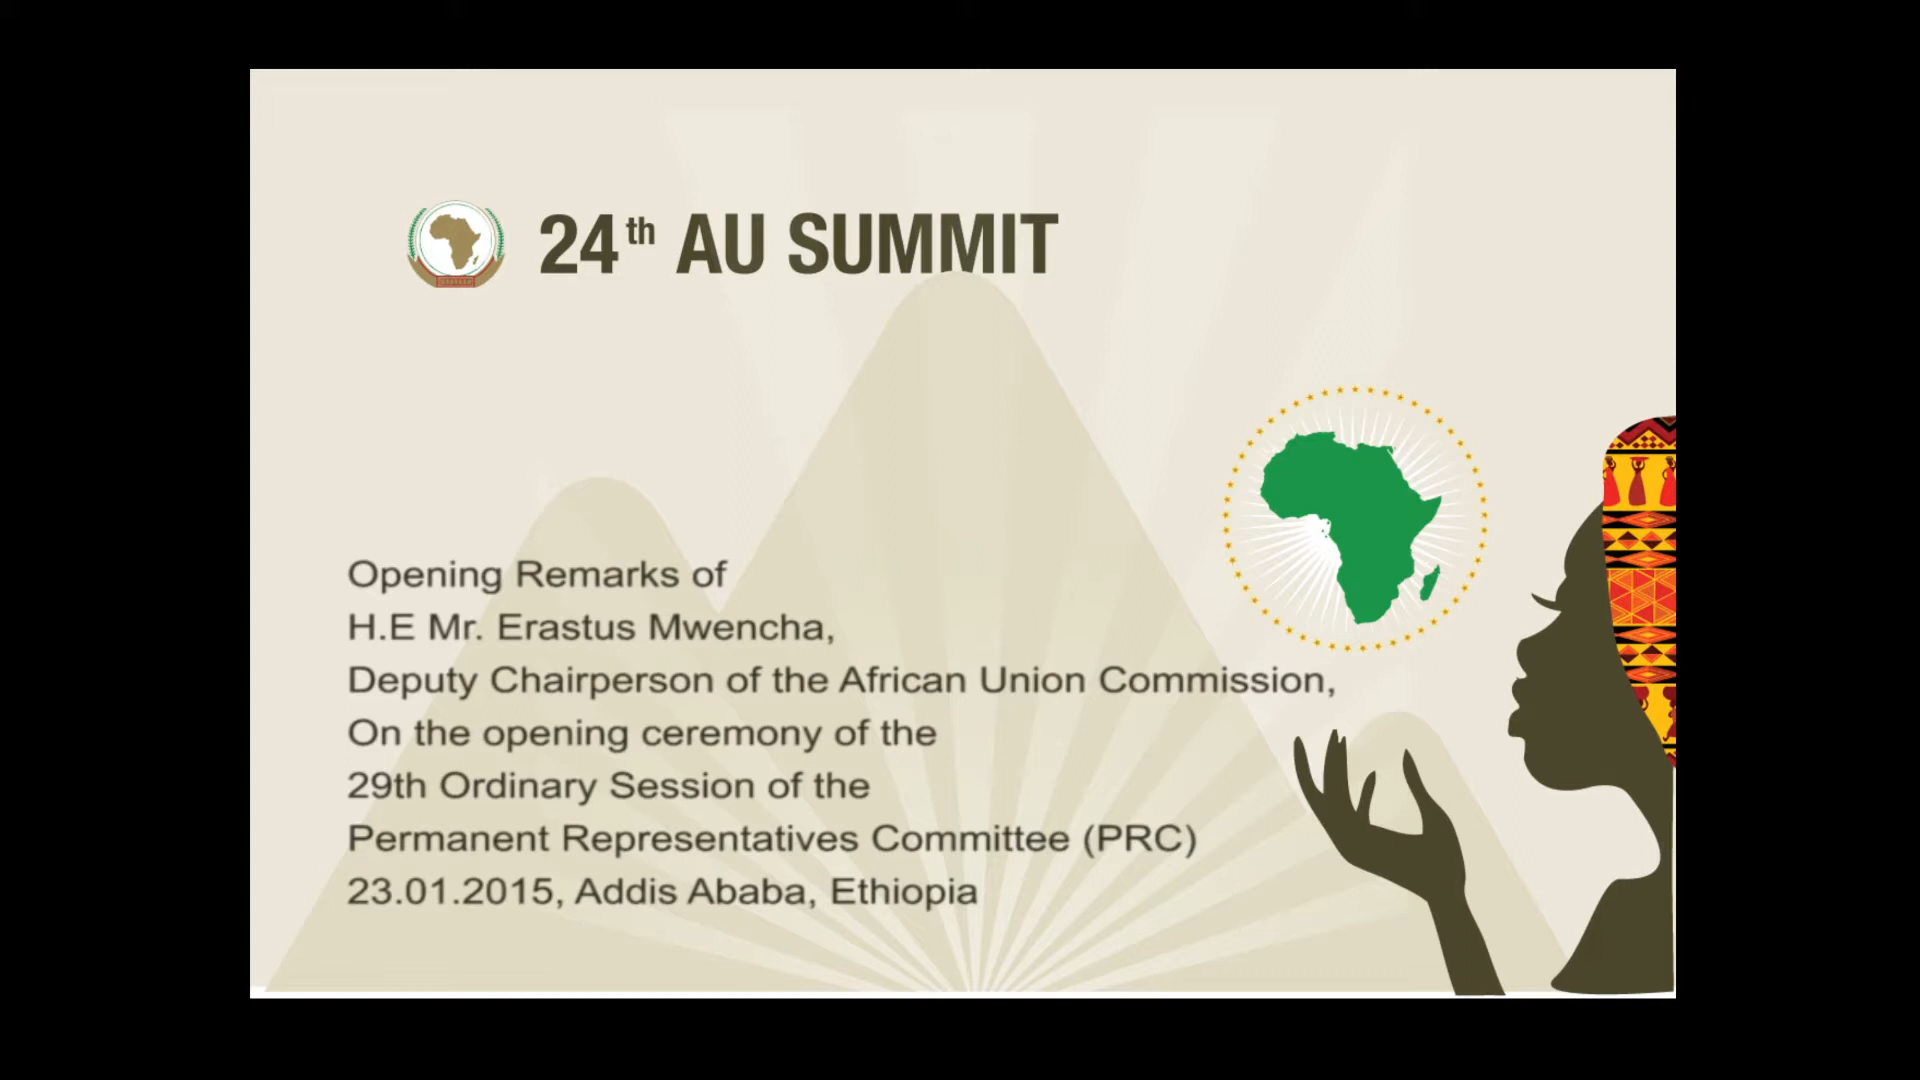 24th AU SUMMIT
Opening Remarks of
H.E Mr. Erastus Mwencha,
Deputy Chairperson of the African Union Commission,
On the opening ceremony of the
29th Ordinary Session of the
Permanent Representatives Committee (PRC)
23.01.2015, Addis Ababa, Ethiopia